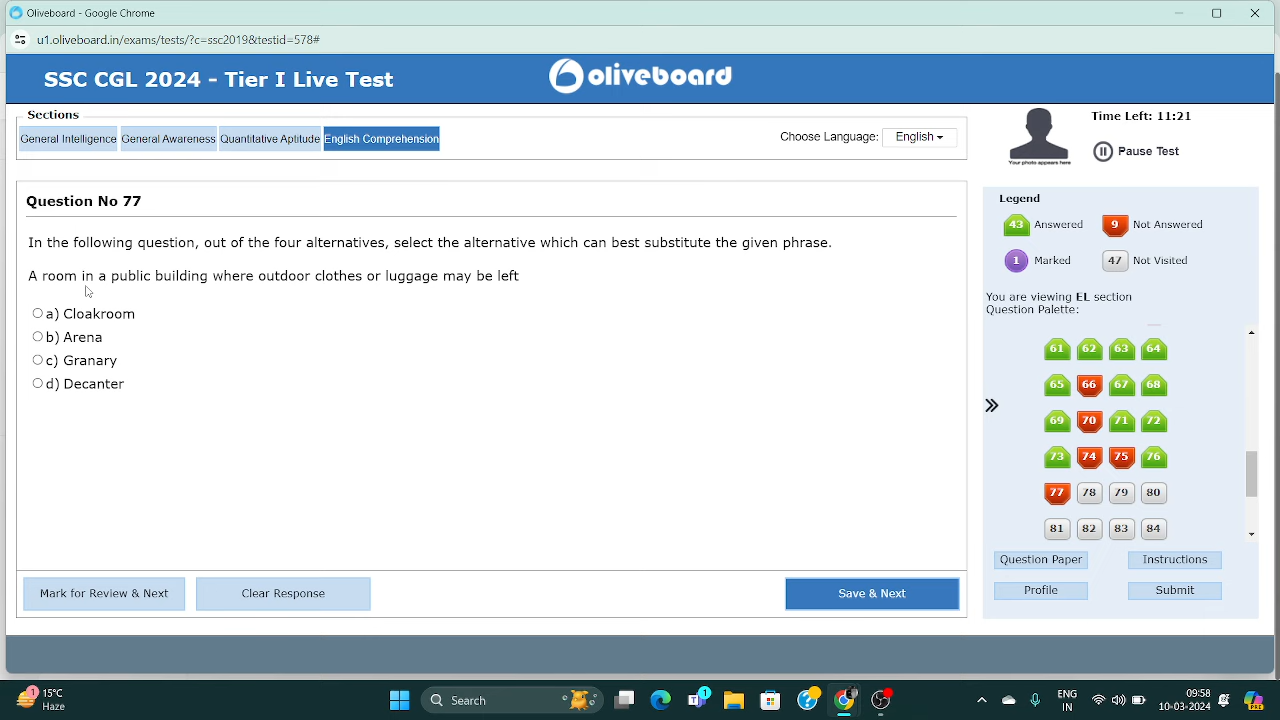 Oliveboard - Google Chrome
u1.oliveboard.in/exams/tests/?c=ssc2019&testid=578#
SSC CGL 2024 - Tier I Live Test
oliveboard
Sections
General Intelligence General Awareness Quantitative Aptitude English Comprehension
Choose Language: English
Your photo appears here
Time Left: 11:21
Pause Test
Question No 77
In the following question, out of the four alternatives, select the alternative which can best substitute the given phrase.
A room in a public building where outdoor clothes or luggage may be left
a) Cloakroom
b) Arena
c) Granary
d) Decanter
Mark for Review & Next
Clear Response
Save & Next
Legend
43 Answered 9 Not Answered
1 Marked 47 Not Visited
You are viewing EL section
Question Palette:
61 62 63 64
65 66 67 68
69 70 71 72
73 74 75 76
77 78 79 80
81 82 83 84
Question Paper Instructions
Profile Submit
1 15°C
Haze
Search
1
ENG
IN
09:58
10-03-2024